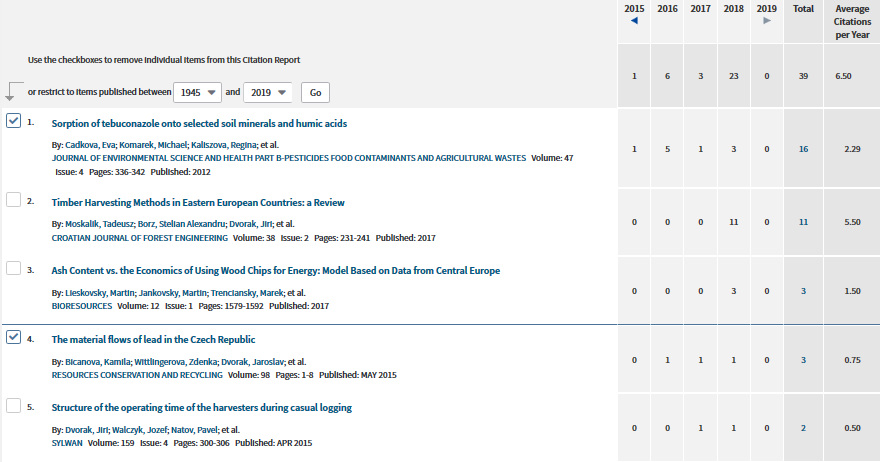 2015 2016 2017 2018 2019 Total Average Citations per Year
Use the checkboxes to remove individual items from this Citation Report
or restrict to items published between 1945 and 2019 Go
1 6 3 23 0 39 6.50
1. Sorption of tebuconazole onto selected soil minerals and humic acids
By: Cadkova, Eva; Komarek, Michael; Kaliszova, Regina; et al.
JOURNAL OF ENVIRONMENTAL SCIENCE AND HEALTH PART B-PESTICIDES FOOD CONTAMINANTS AND AGRICULTURAL WASTES Volume: 47
Issue: 4 Pages: 336-342 Published: 2012
1 5 1 3 0 16 2.29
2. Timber Harvesting Methods in Eastern European Countries: a Review
By: Moskalik, Tadeusz; Borz, Stelian Alexandru; Dvorak, Jiri; et al.
CROATIAN JOURNAL OF FOREST ENGINEERING Volume: 38 Issue: 2 Pages: 231-241 Published: 2017
0 0 0 11 0 11 5.50
3. Ash Content vs. the Economics of Using Wood Chips for Energy: Model Based on Data from Central Europe
By: Lieskovsky, Martin; Jankovsky, Martin; Trenciansky, Marek; et al.
BIORESOURCES Volume: 12 Issue: 1 Pages: 1579-1592 Published: 2017
0 0 0 3 0 3 1.50
4. The material flows of lead in the Czech Republic
By: Bicanova, Kamila; Wittlingerova, Zdenka; Dvorak, Jaroslav; et al.
RESOURCES CONSERVATION AND RECYCLING Volume: 98 Pages: 1-8 Published: MAY 2015
0 1 1 1 0 3 0.75
5. Structure of the operating time of the harvesters during casual logging
By: Dvorak, Jiri; Walczyk, Jozef; Natov, Pavel; et al.
SYLWAN Volume: 159 Issue: 4 Pages: 300-306 Published: APR 2015
0 0 1 1 0 2 0.50